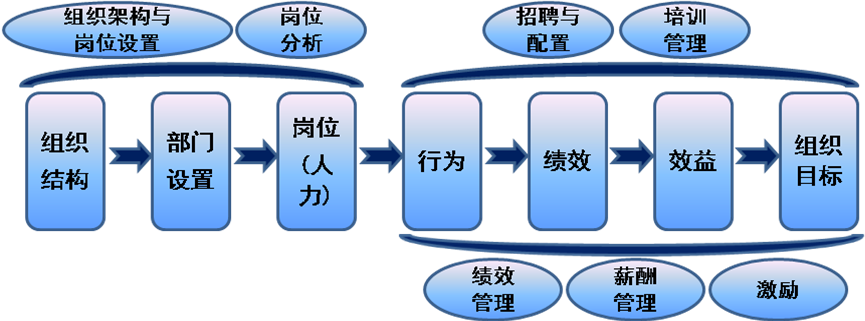 组织架构与
岗位设置
岗位
分析
招聘与
配置
培训
管理
组织
结构
部门
设置
岗位
（人
力）
行为
绩效
效益
组织
目标
绩效
管理
薪酬
管理
激励